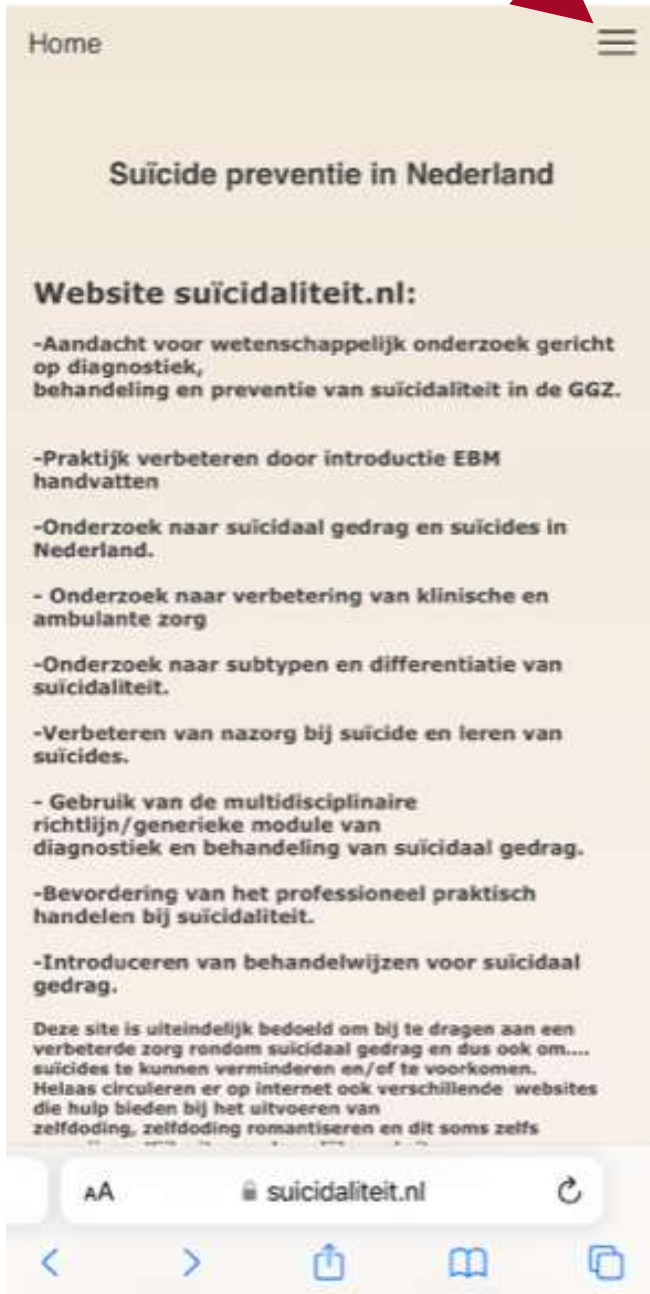 Home
Suïcide preventie in Nederland
Website suïcidaliteit.nl:
-Aandacht voor wetenschappelijk onderzoek gericht
op diagnostiek,
behandeling en preventie van suïcidaliteit in de GGZ.
-Praktijk verbeteren door introductie EBM
handvatten
-Onderzoek naar suïcidaal gedrag en suïcides in
Nederland.
- Onderzoek naar verbetering van klinische en
ambulante zorg
-Onderzoek naar subtypen en differentiatie van
suïcidaliteit.
-Verbeteren van nazorg bij suïcide en leren van
suïcides.
- Gebruik van de multidisciplinaire
richtlijn/generieke module van
diagnostiek en behandeling van suïcidaal gedrag.
-Bevordering van het professioneel praktisch
handelen bij suïcidaliteit.
-Introduceren van behandelwijzen voor suïcidaal
gedrag.
Deze site is uiteindelijk bedoeld om bij te dragen aan een
verbeterde zorg rondom suïcidaal gedrag en dus ook om....
suïcides te kunnen verminderen en/of te voorkomen.
Helaas circuleren er op internet ook verschillende websites
die hulp bieden bij het uitvoeren van
zelfdoding, zelfdoding romantiseren en dit soms zelfs
AA suicidaliteit.nl